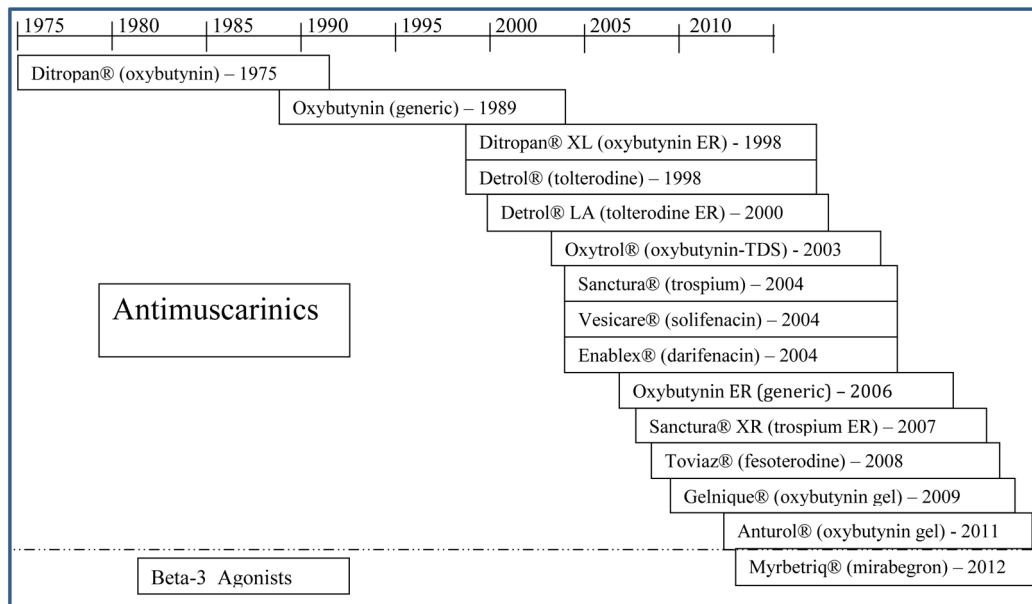 1975 1980 1985 1990 1995 2000 2005 2010
Ditropan® (oxybutynin) – 1975
Oxybutynin (generic) – 1989
Ditropan® XL (oxybutynin ER) - 1998
Detrol® (tolterodine) – 1998
Detrol® LA (tolterodine ER) – 2000
Oxytrol® (oxybutynin-TDS) - 2003
Sanctura® (trospium) – 2004
Antimuscarinics
Vesicare® (solifenacin) – 2004
Enablex® (darifenacin) – 2004
Oxybutynin ER (generic) – 2006
Sanctura® XR (trospium ER) – 2007
Toviaz® (fesoterodine) – 2008
Gelnique® (oxybutynin gel) – 2009
Anturol® (oxybutynin gel) - 2011
Myrbetriq® (mirabegron) – 2012
Beta-3 Agonists